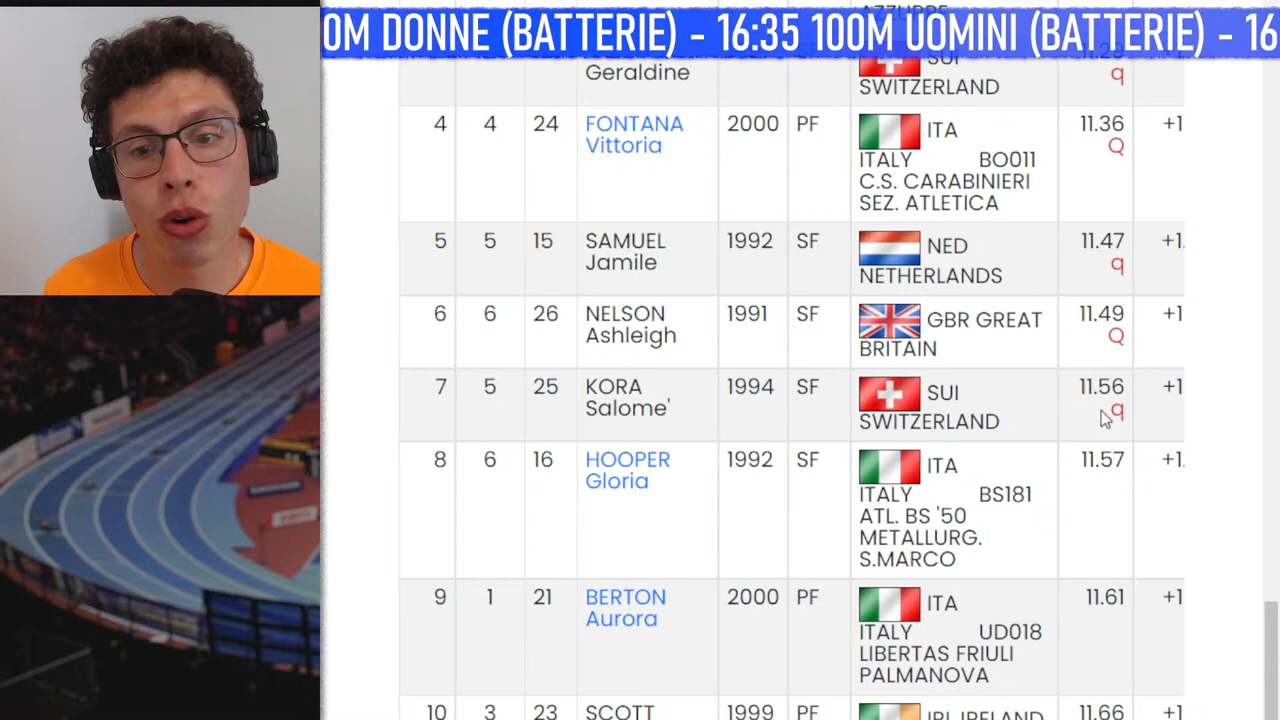 0M DONNE (BATTERIE) - 16:35 100M UOMINI (BATTERIE) - 16
Geraldine SUI 11.29
SWITZERLAND q
4 4 24 FONTANA 2000 PF ITA 11.36 +1
Vittoria ITALY BO011 Q
C.S. CARABINIERI
SEZ. ATLETICA
5 5 15 SAMUEL 1992 SF NED 11.47 +1.
Jamile NETHERLANDS q
6 6 26 NELSON 1991 SF GBR GREAT 11.49 +1
Ashleigh BRITAIN Q
7 5 25 KORA 1994 SF SUI 11.56 +1
Salome' SWITZERLAND q
8 6 16 HOOPER 1992 SF ITA 11.57 +1.
Gloria ITALY BS181
ATL. BS '50
METALLURG.
S.MARCO
9 1 21 BERTON 2000 PF ITA 11.61 +1
Aurora ITALY UD018
LIBERTAS FRIULI
PALMANOVA
10 3 23 SCOTT 1999 PF IRL IRELAND 11.66 +1